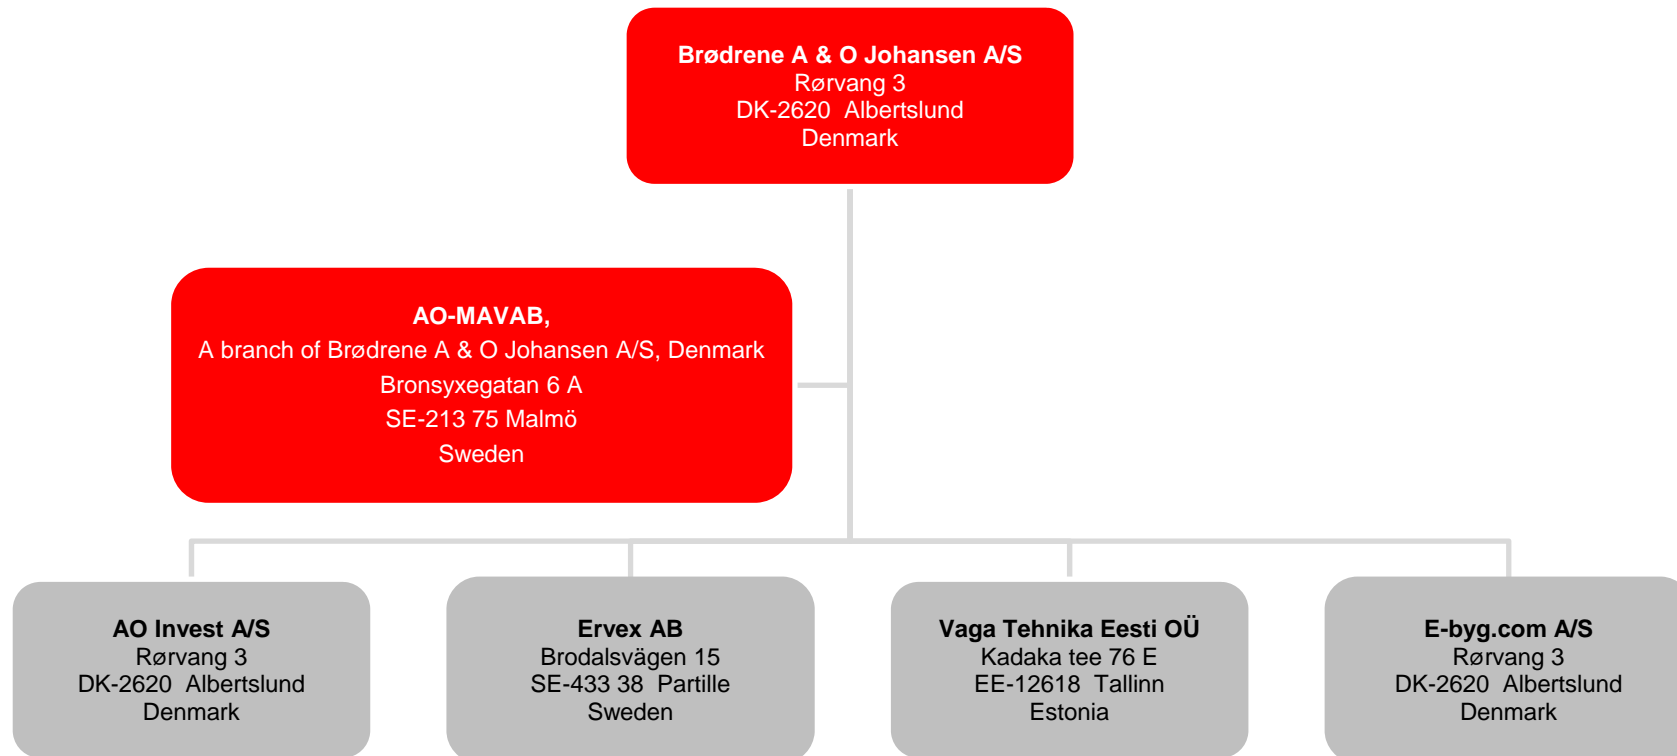 Brødrene A & O Johansen A/S
Rørvang 3
DK-2620  Albertslund
Denmark
AO-MAVAB,
A branch of Brødrene A & O Johansen A/S, Denmark
Bronsyxegatan 6 A
SE-213 75 Malmö
Sweden
AO Invest A/S
Rørvang 3
DK-2620  Albertslund
Denmark
Ervex AB
Brodalsvägen 15
SE-433 38  Partille
Sweden
Vaga Tehnika Eesti OÜ
Kadaka tee 76 E
EE-12618  Tallinn
Estonia
E-byg.com A/S
Rørvang 3
DK-2620  Albertslund
Denmark